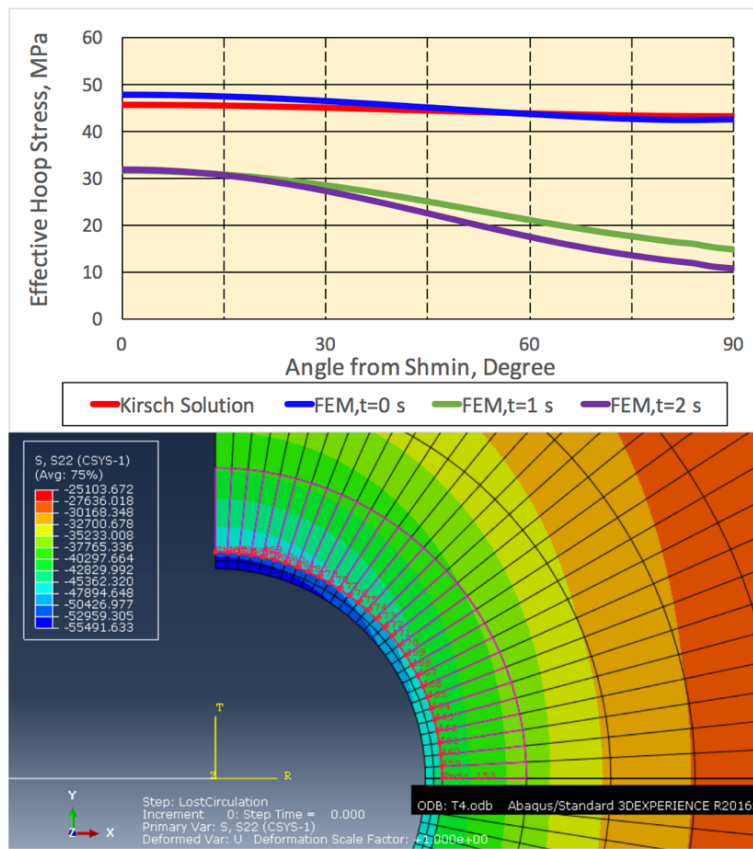 60
50
40
30
20
10
0
Effective Hoop Stress, MPa
0 30 60 90
Angle from Shmin, Degree
Kirsch Solution FEM,t=0 s FEM,t=1 s FEM,t=2 s
S, S22 (CSYS-1)
(Avg: 75%)
-25103.672
-27636.018
-30168.348
-32700.678
-35233.008
-37765.336
-40297.664
-42829.992
-45362.320
-47894.648
-50426.977
-52959.305
-55491.633
T
R
Y
Z X
Step: LostCirculation
Increment 0: Step Time = 0.000
Primary Var: S, S22 (CSYS-1)
Deformed Var: U Deformation Scale Factor: +1.000e+00
ODB: T4.odb Abaqus/Standard 3DEXPERIENCE R2016